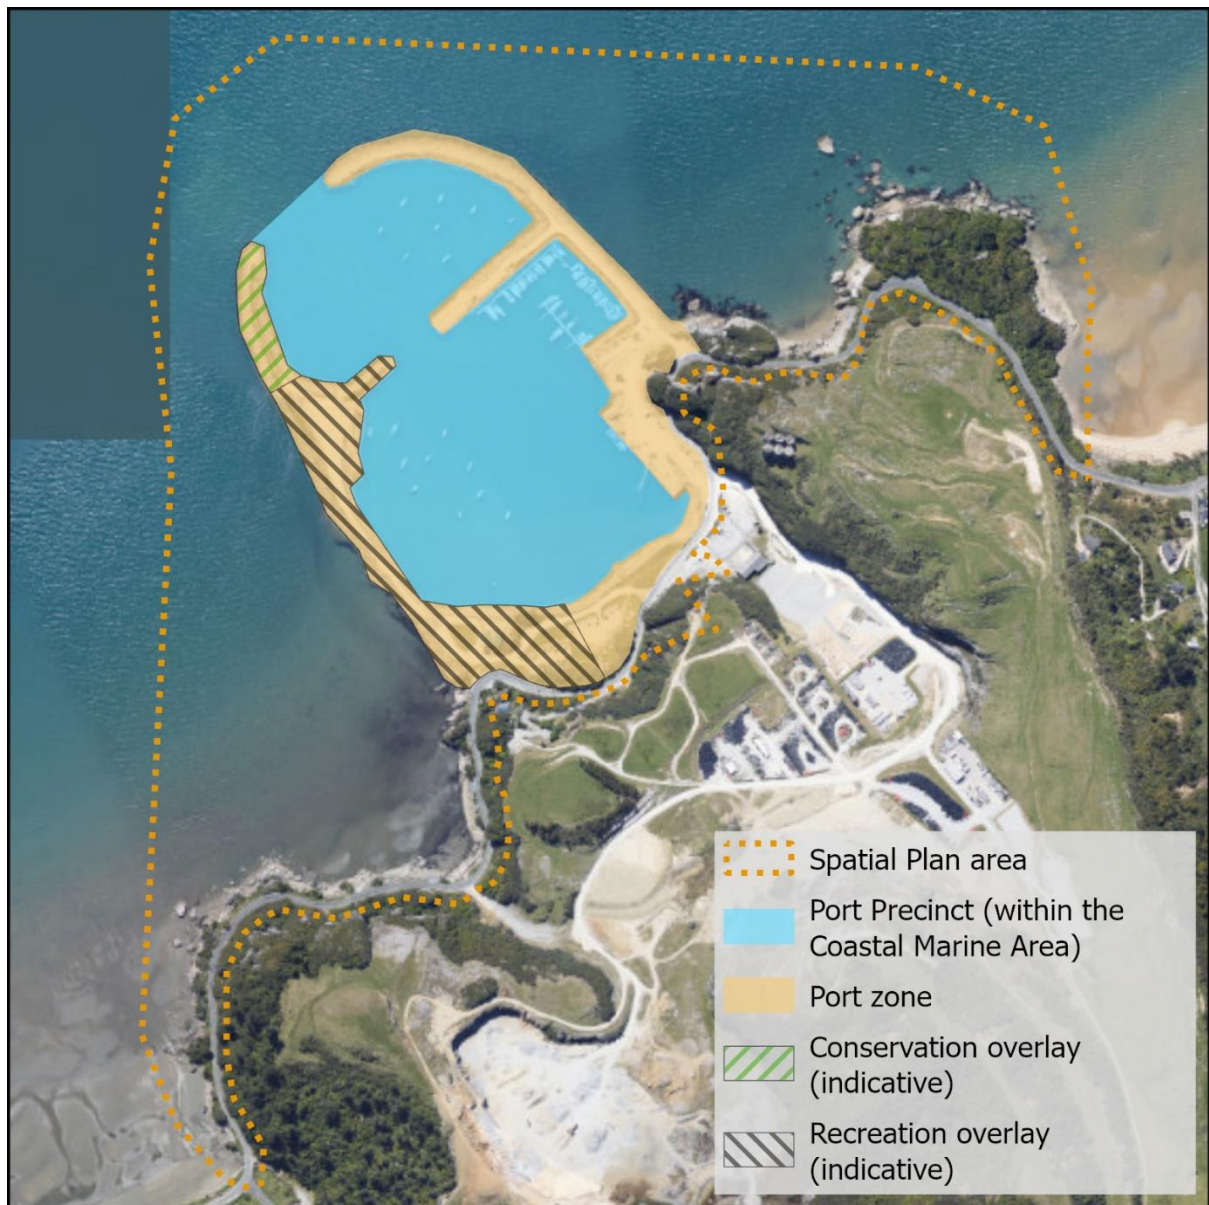 Spatial Plan area
Port Precinct (within the
Coastal Marine Area)
Port zone
Conservation overlay
(indicative)
Recreation overlay
(indicative)